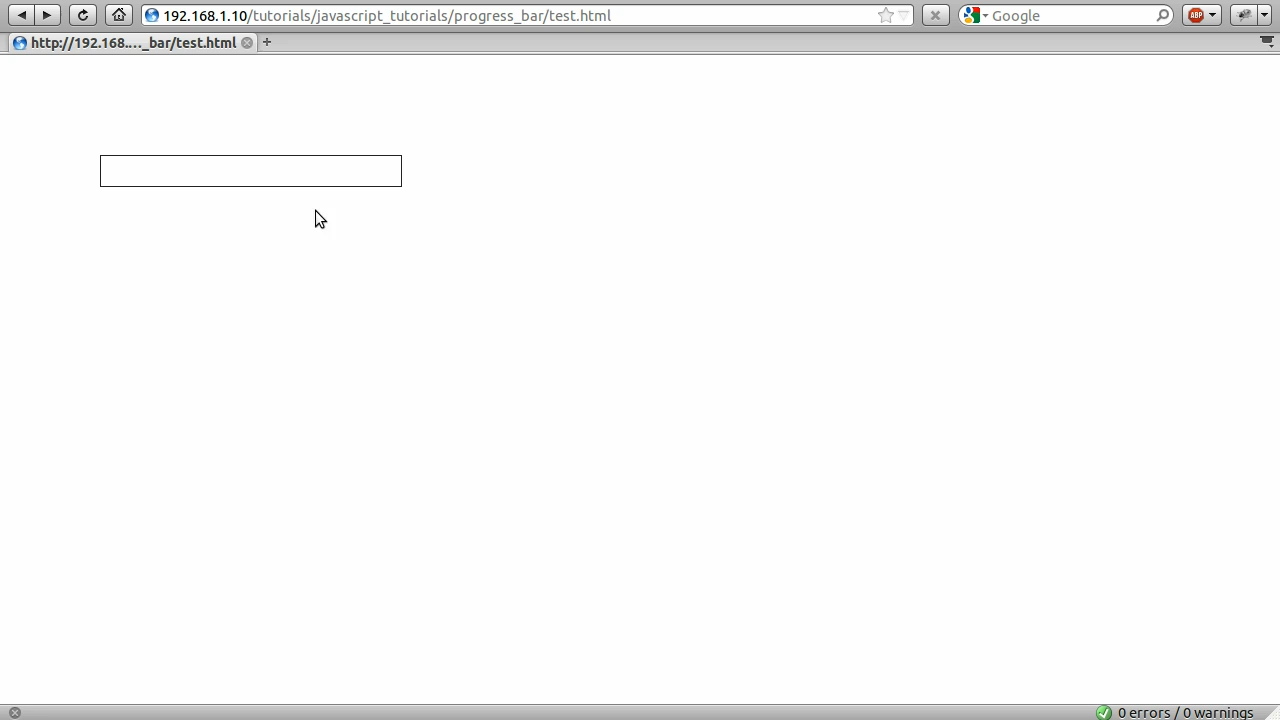 192.168.1.10/tutorials/javascript_tutorials/progress_bar/test.html
Google
ABP
http://192.168...._bar/test.html
0 errors / 0 warnings